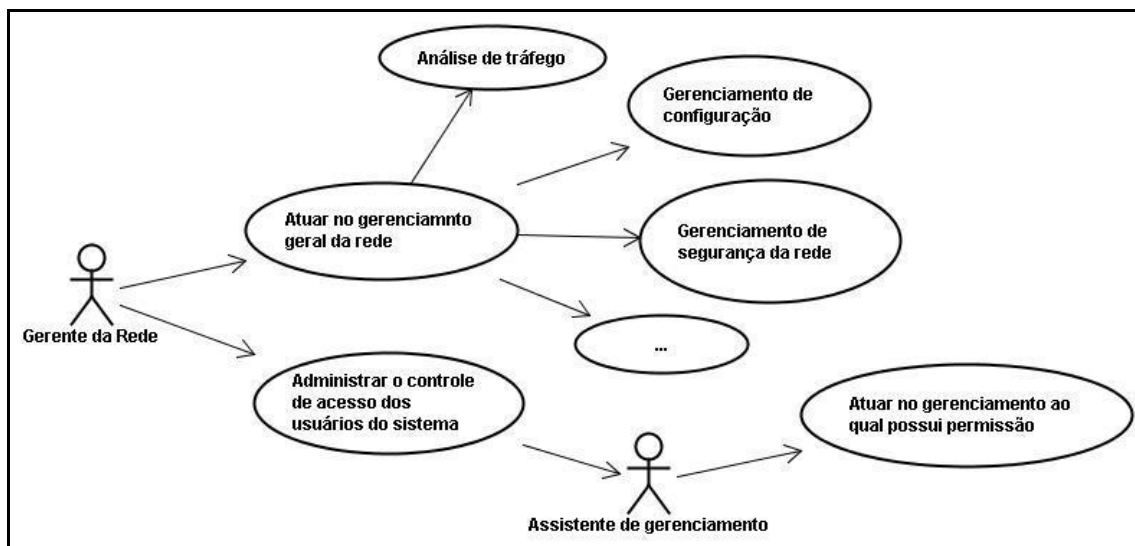 Análise de tráfego
Gerenciamento de
configuração
Atuar no gerenciamnto
geral da rede
Gerenciamento de
segurança da rede
Gerente da Rede
...
Administrar o controle
de acesso dos
usuários do sistema
Atuar no gerenciamento ao
qual possui permissão
Assistente de gerenciamento